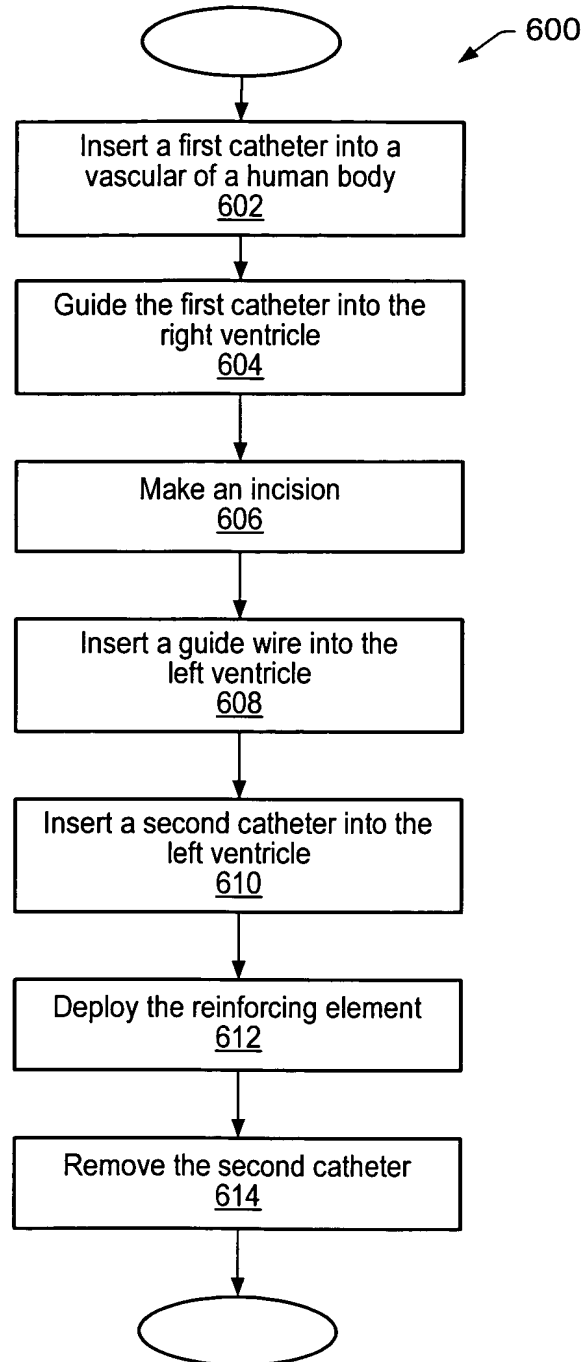 600
Insert a first catheter into a
vascular of a human body
602
Guide the first catheter into the
right ventricle
604
Make an incision
606
Insert a guide wire into the
left ventricle
608
Insert a second catheter into the
left ventricle
610
Deploy the reinforcing element
612
Remove the second catheter
614